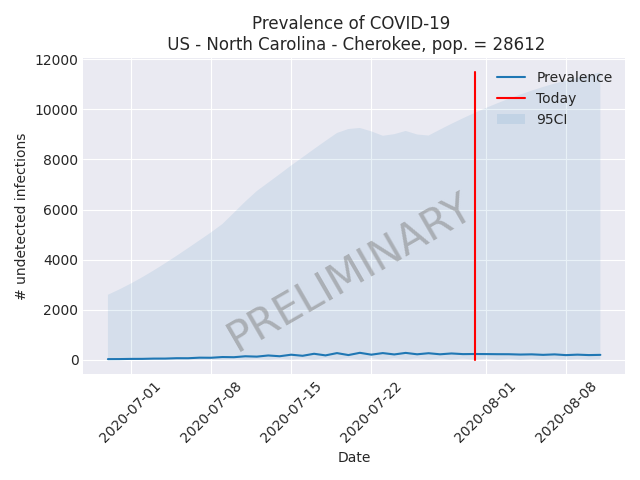 Prevalence of COVID-19
US - North Carolina - Cherokee, pop. = 28612
# undetected infections
12000
10000
8000
6000
4000
2000
0
Prevalence
Today
95CI
PRELIMINARY
2020-07-01
2020-07-08
2020-07-15
2020-07-22
2020-08-01
2020-08-08
Date